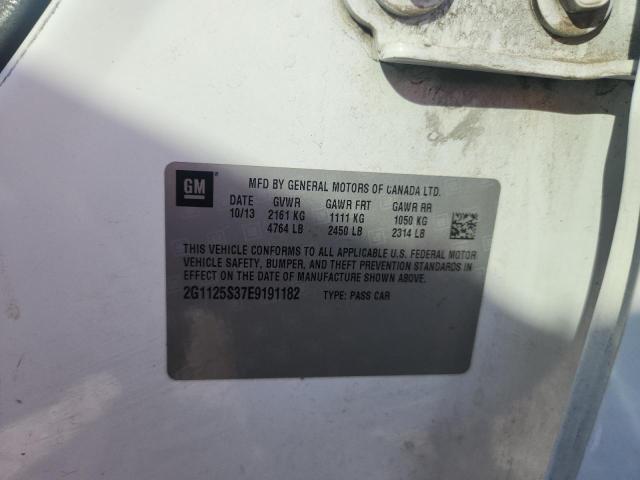 GM
MFD BY GENERAL MOTORS OF CANADA LTD.
DATE GVWR GAWR FRT GAWR RR
10/13 2161 KG 1111 KG 1050 KG
4764 LB 2450 LB 2314 LB
THIS VEHICLE CONFORMS TO ALL APPLICABLE U.S. FEDERAL MOTOR
VEHICLE SAFETY, BUMPER, AND THEFT PREVENTION STANDARDS IN
EFFECT ON THE DATE OF MANUFACTURE SHOWN ABOVE.
2G1125S37E9191182 TYPE: PASS CAR